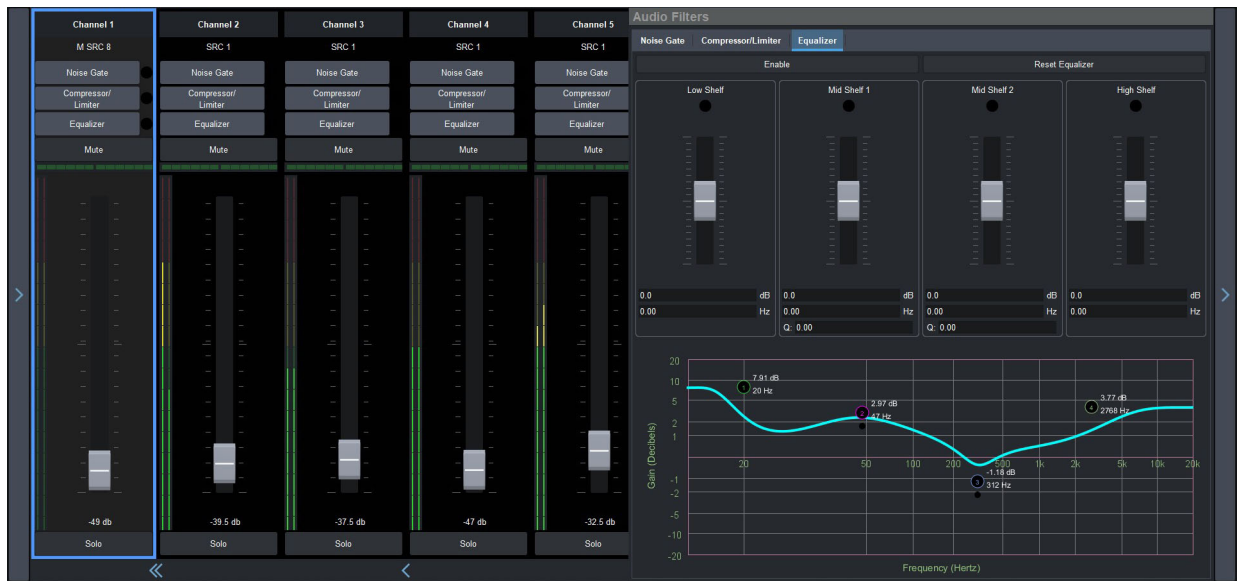 Channel 1 Channel 2 Channel 3 Channel 4 Channel 5
M SRC 8 SRC 1 SRC 1 SRC 1 SRC 1
Noise Gate Noise Gate Noise Gate Noise Gate Noise Gate
Compressor/ Compressor/ Compressor/ Compressor/ Compressor/
Limiter Limiter Limiter Limiter Limiter
Equalizer Equalizer Equalizer Equalizer Equalizer
Mute Mute Mute Mute Mute
-49 db -39.5 db -37.5 db -47 db -32.5 db
Solo Solo Solo Solo Solo
Audio Filters
Noise Gate Compressor/Limiter Equalizer
Enable Reset Equalizer
Low Shelf Mid Shelf 1 Mid Shelf 2 High Shelf
0.0 dB 0.0 dB 0.0 dB 0.0 dB
0.00 Hz 0.00 Hz 0.00 Hz 0.00 Hz
Q: 0.00 Q: 0.00
20
10
5
2
1
-1
-2
-5
-10
-20
Gain (Decibels)
1 7.91 dB
20 Hz
2 2.97 dB
47 Hz
3 -1.18 dB
312 Hz
4 3.77 dB
2768 Hz
20 50 100 200 500 1k 2k 5k 10k 20k
Frequency (Hertz)